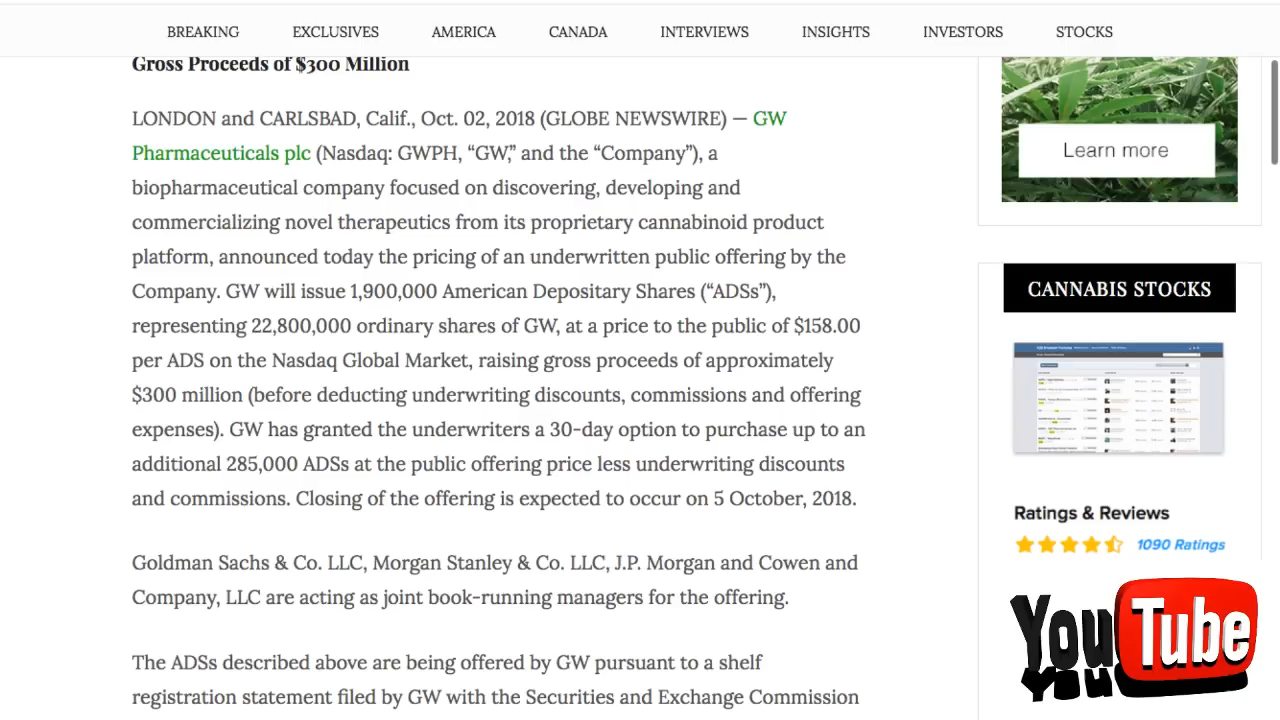 BREAKING EXCLUSIVES AMERICA CANADA INTERVIEWS INSIGHTS INVESTORS STOCKS
Gross Proceeds of $300 Million
LONDON and CARLSBAD, Calif., Oct. 02, 2018 (GLOBE NEWSWIRE) — GW
Pharmaceuticals plc (Nasdaq: GWPH, “GW,” and the “Company”), a
biopharmaceutical company focused on discovering, developing and
commercializing novel therapeutics from its proprietary cannabinoid product
platform, announced today the pricing of an underwritten public offering by the
Company. GW will issue 1,900,000 American Depositary Shares (“ADSs”),
representing 22,800,000 ordinary shares of GW, at a price to the public of $158.00
per ADS on the Nasdaq Global Market, raising gross proceeds of approximately
$300 million (before deducting underwriting discounts, commissions and offering
expenses). GW has granted the underwriters a 30-day option to purchase up to an
additional 285,000 ADSs at the public offering price less underwriting discounts
and commissions. Closing of the offering is expected to occur on 5 October, 2018.
Goldman Sachs & Co. LLC, Morgan Stanley & Co. LLC, J.P. Morgan and Cowen and
Company, LLC are acting as joint book-running managers for the offering.
The ADSs described above are being offered by GW pursuant to a shelf
registration statement filed by GW with the Securities and Exchange Commission
Learn more
CANNABIS STOCKS
Ratings & Reviews
1090 Ratings
YouTube